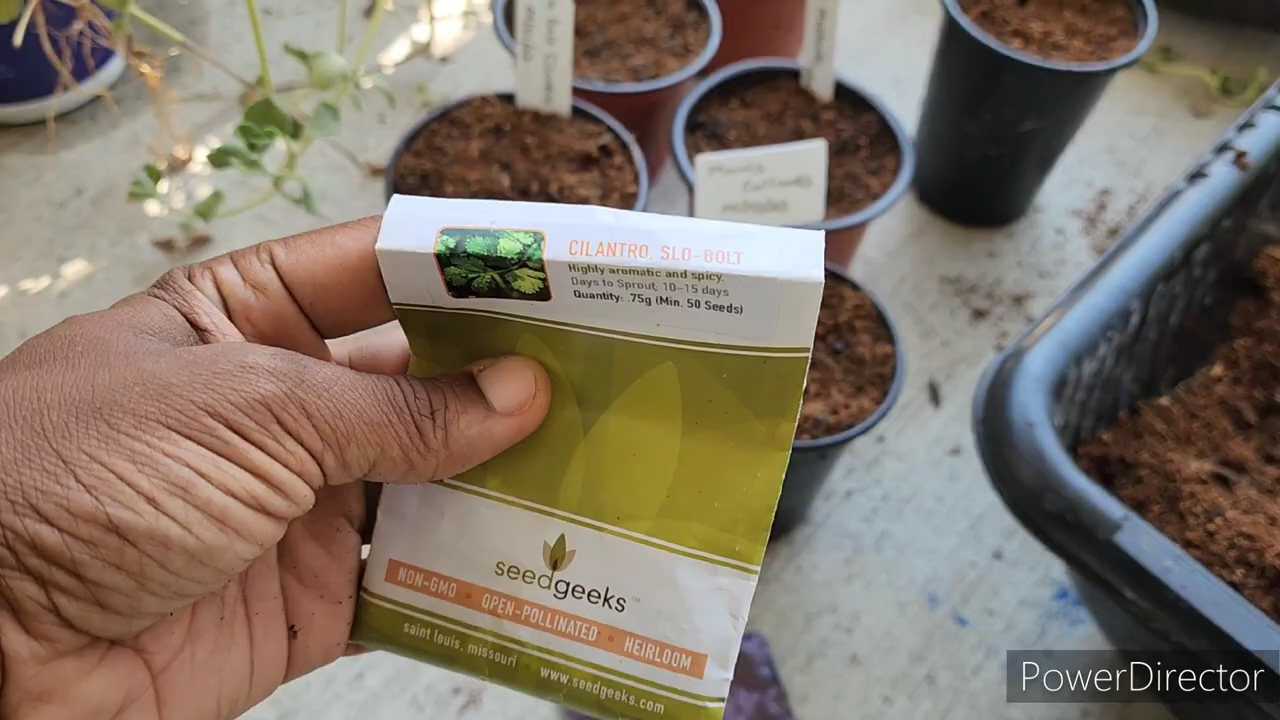 CILANTRO, SLO-BOLT
Highly aromatic and spicy.
Days to Sprout, 10-15 days
Quantity: .75g (Min. 50 Seeds)
seedgeeks™
NON-GMO • OPEN-POLLINATED • HEIRLOOM
saint louis, missouri www.seedgeeks.com
PowerDirector